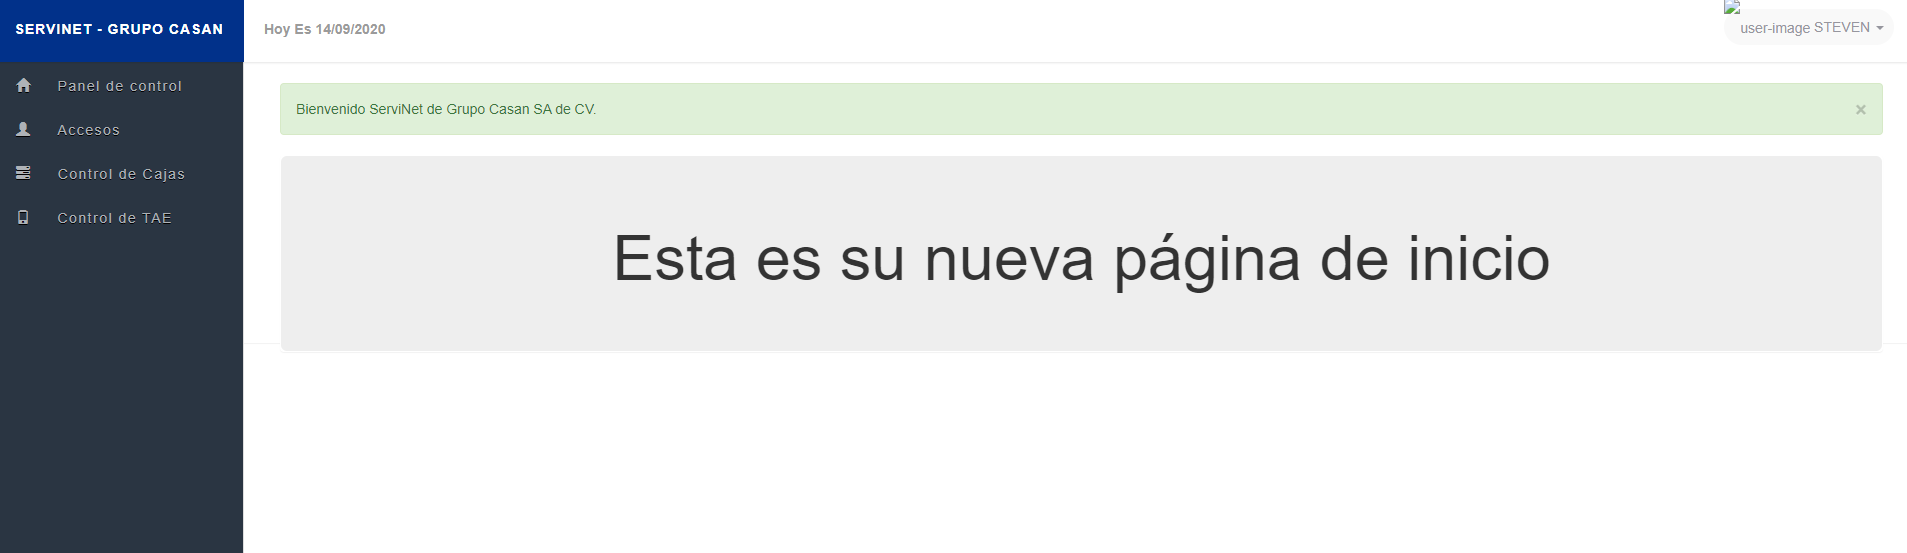 SERVINET - GRUPO CASAN
Hoy Es 14/09/2020
user-image STEVEN
Panel de control
Accesos
Control de Cajas
Control de TAE
Bienvenido ServiNet de Grupo Casan SA de CV.
×
Esta es su nueva página de inicio